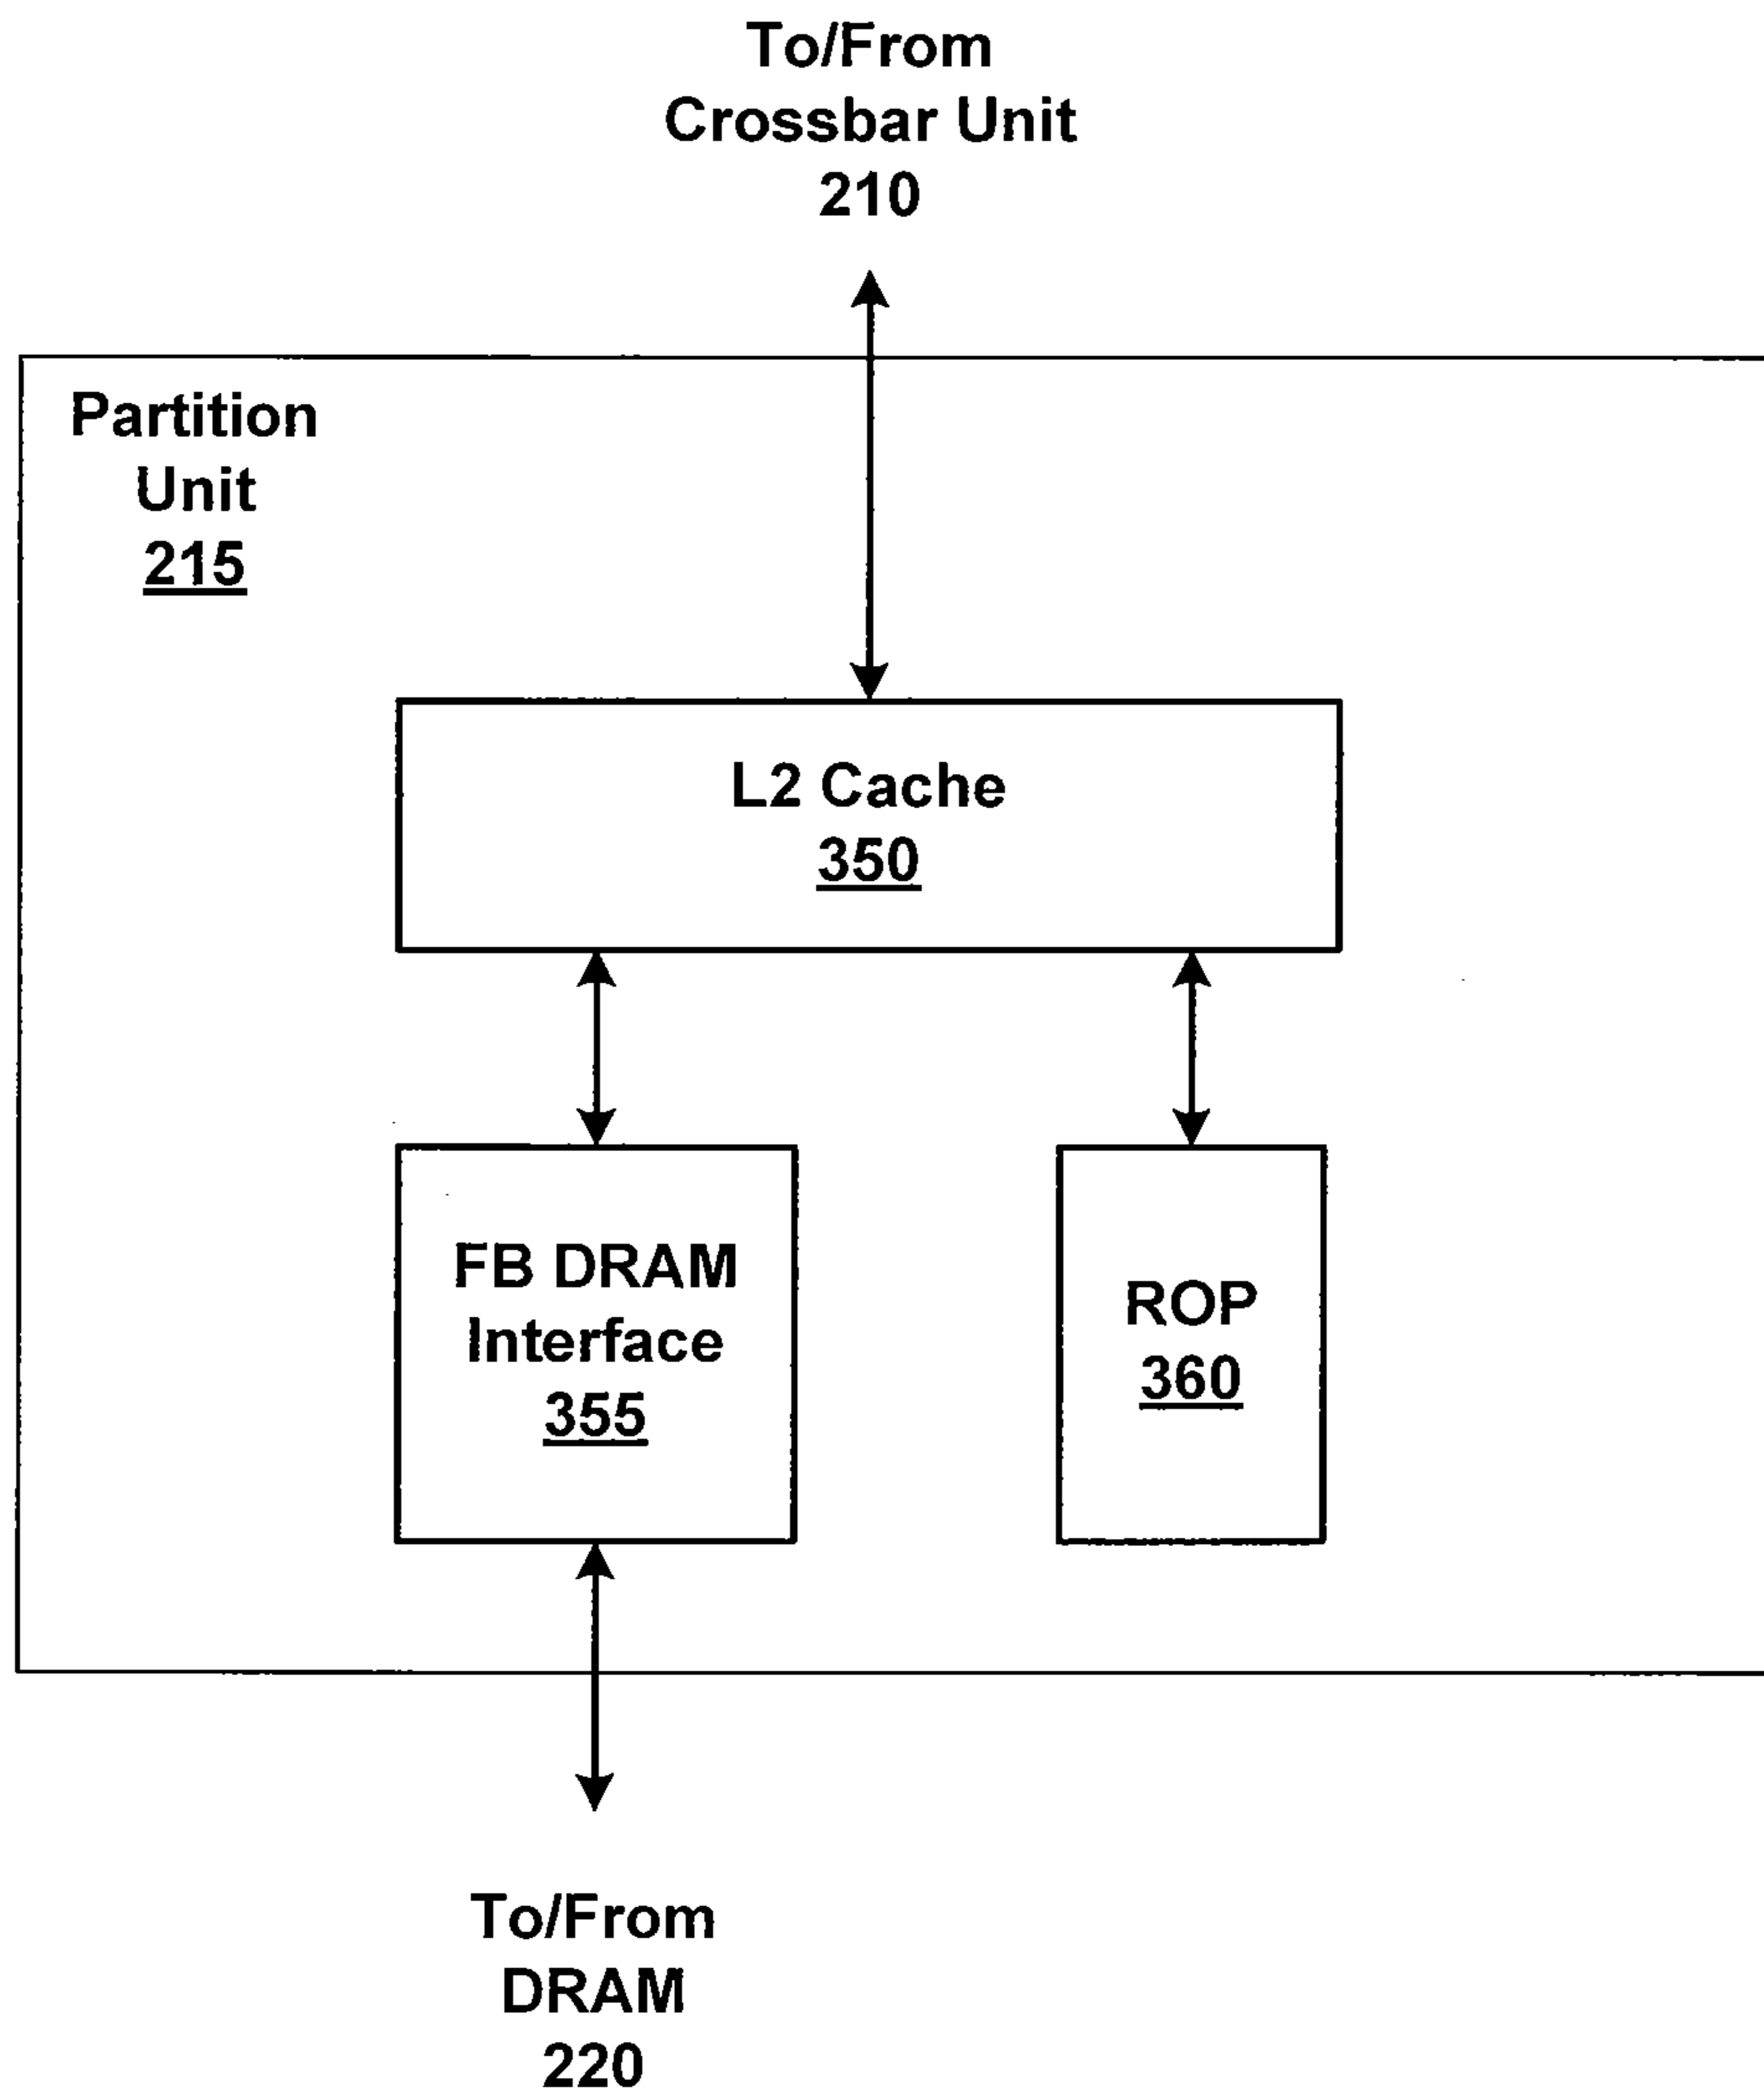 To/From
Crossbar Unit
210
Partition
Unit
215
L2 Cache
350
FB DRAM
Interface
355
ROP
360
To/From
DRAM
220